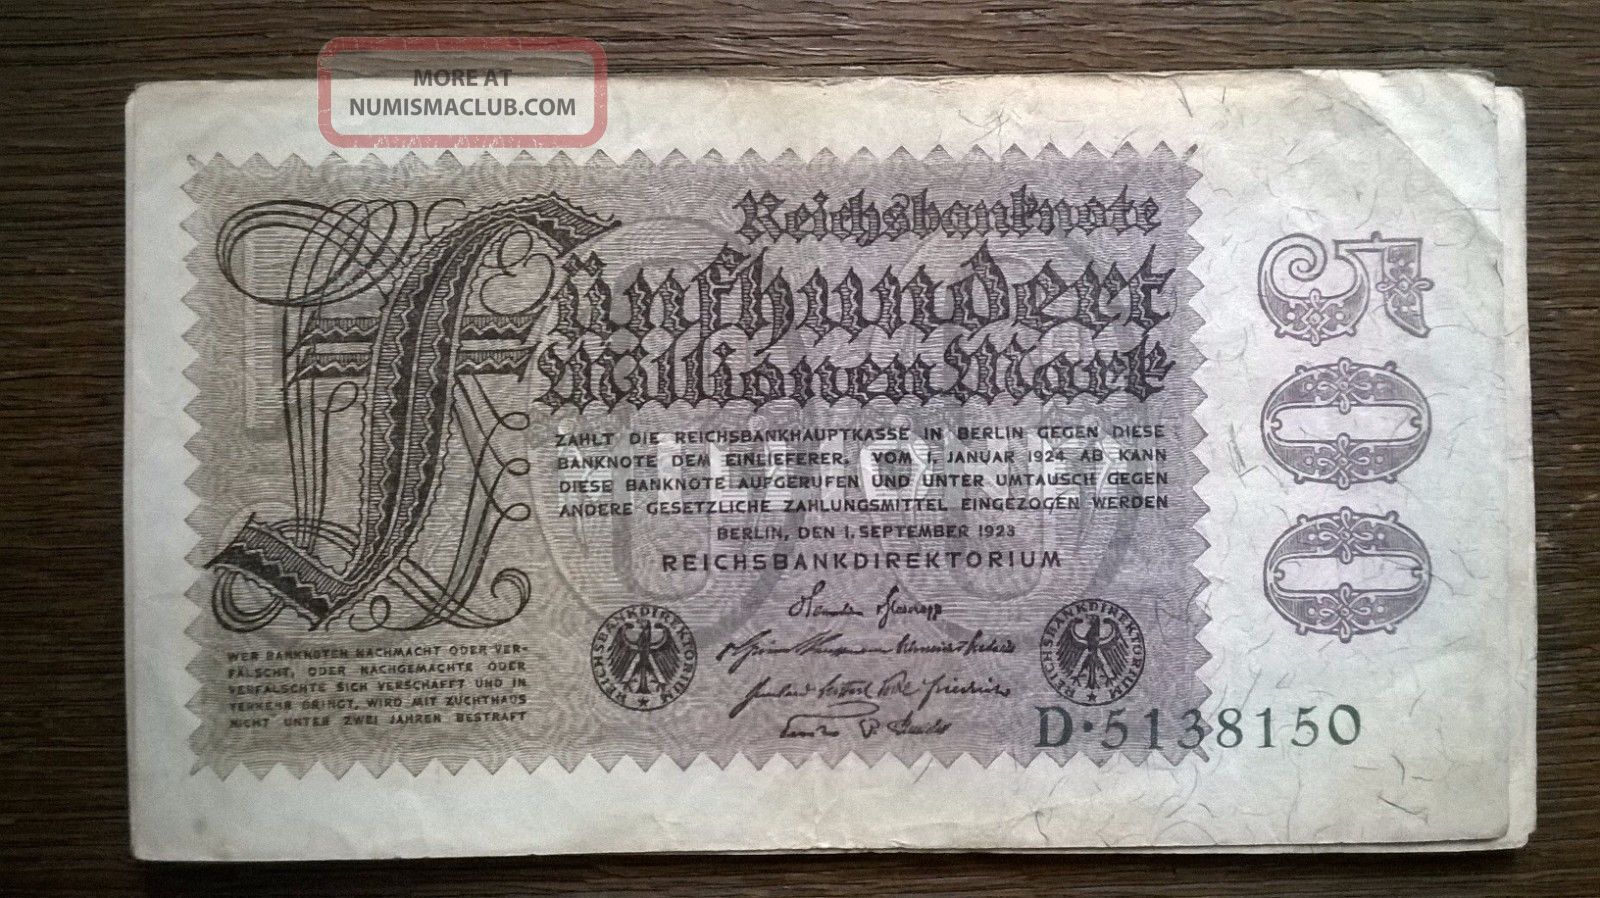 MORE AT
NUMISMACLUB.COM
Reichsbanknote
Fünfhundert
Millionen Mark
ZAHLT DIE REICHSBANKHAUPTKASSE IN BERLIN GEGEN DIESE
BANKNOTE DEM EINLIEFERER. VOM 1. JANUAR 1924 AB KANN
DIESE BANKNOTE AUFGERUFEN UND UNTER UMTAUSCH GEGEN
ANDERE GESETZLICHE ZAHLUNGSMITTEL EINGEZOGEN WERDEN
BERLIN, DEN 1. SEPTEMBER 1923
REICHSBANKDIREKTORIUM
REICHSBANKDIREKTORIUM
REICHSBANKDIREKTORIUM
WER BANKNOTEN NACHMACHT ODER VER-
FÄLSCHT, ODER NACHGEMACHTE ODER
VERFÄLSCHTE SICH VERSCHAFFT UND IN
VERKEHR BRINGT, WIRD MIT ZUCHTHAUS
NICHT UNTER ZWEI JAHREN BESTRAFT
D·5138150
500